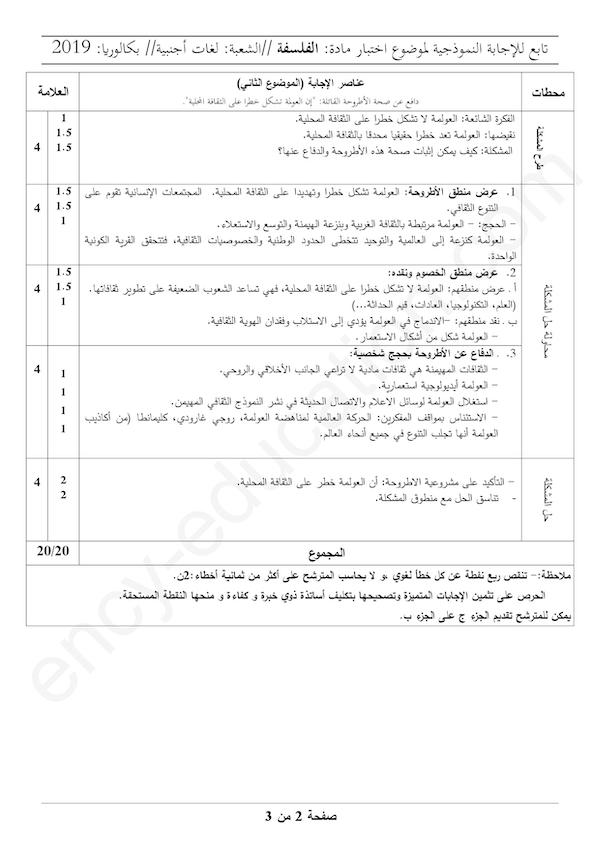 تابع للإجابة النموذجية لموضوع اختبار مادة: الفلسفة //الشعبة: لغات أجنبية// بكالوريا: 2019
محطات
عناصر الإجابة (الموضوع الثاني)
دافع عن صحة الأطروحة القائلة: "إن العولمة تشكل خطرا على الثقافة المحلية".
العلامة
طرح المشكلة
الفكرة الشائعة: العولمة لا تشكل خطرا على الثقافة المحلية.
نقيضها: العولمة تعد خطرا حقيقيا محدقا بالثقافة المحلية.
المشكلة: كيف يمكن إثبات صحة هذه الأطروحة والدفاع عنها؟
1
1.5
1.5
4
محاولة حل المشكلة
1. عرض منطق الأطروحة: العولمة تشكل خطرا وتهديدا على الثقافة المحلية. المجتمعات الإنسانية تقوم على
التنوع الثقافي.
- الحجج: - العولمة مرتبطة بالثقافة الغربية وبنزعة الهيمنة والتوسع والاستعلاء.
- العولمة كنزعة إلى العالمية والتوحيد تتخطى الحدود الوطنية والخصوصيات الثقافية، فتتحقق القرية الكونية
الواحدة.
1.5
1.5
1
4
2. عرض منطق الخصوم ونقده:
أ . عرض منطقهم: العولمة لا تشكل خطرا على الثقافة المحلية، فهي تساعد الشعوب الضعيفة على تطوير ثقافاتها.
(العلم، التكنولوجيا، العادات، قيم الحداثة...)
ب . نقد منطقهم: -الاندماج في العولمة يؤدي إلى الاستلاب وفقدان الهوية الثقافية.
- العولمة شكل من أشكال الاستعمار.
1.5
1.5
1
4
3. . الدفاع عن الأطروحة بحجج شخصية:
- الثقافات المهيمنة هي ثقافات مادية لا تراعي الجانب الأخلاقي والروحي.
- العولمة أيديولوجية استعمارية.
- استغلال العولمة لوسائل الاعلام والاتصال الحديثة في نشر النموذج الثقافي المهيمن.
- الاستئناس بمواقف المفكرين: الحركة العالمية لمناهضة العولمة، روجي غارودي، كليمانطا (من أكاذيب
العولمة أنها تجلب التنوع في جميع أنحاء العالم.
1
1
1
1
4
حل المشكلة
- التأكيد على مشروعية الاطروحة: أن العولمة خطر على الثقافة المحلية.
- تناسق الحل مع منطوق المشكلة.
2
2
4
المجموع
20/20
ملاحظة:- تنقص ربع نقطة عن كل خطأ لغوي ،و لا يحاسب المترشح على أكثر من ثمانية أخطاء:2ن.
الحرص على تثمين الإجابات المتميزة وتصحيحها بتكليف أساتذة ذوي خبرة و كفاءة و منحها النقطة المستحقة.
يمكن للمترشح تقديم الجزء ج على الجزء ب.
صفحة 2 من 3
ency-education.com